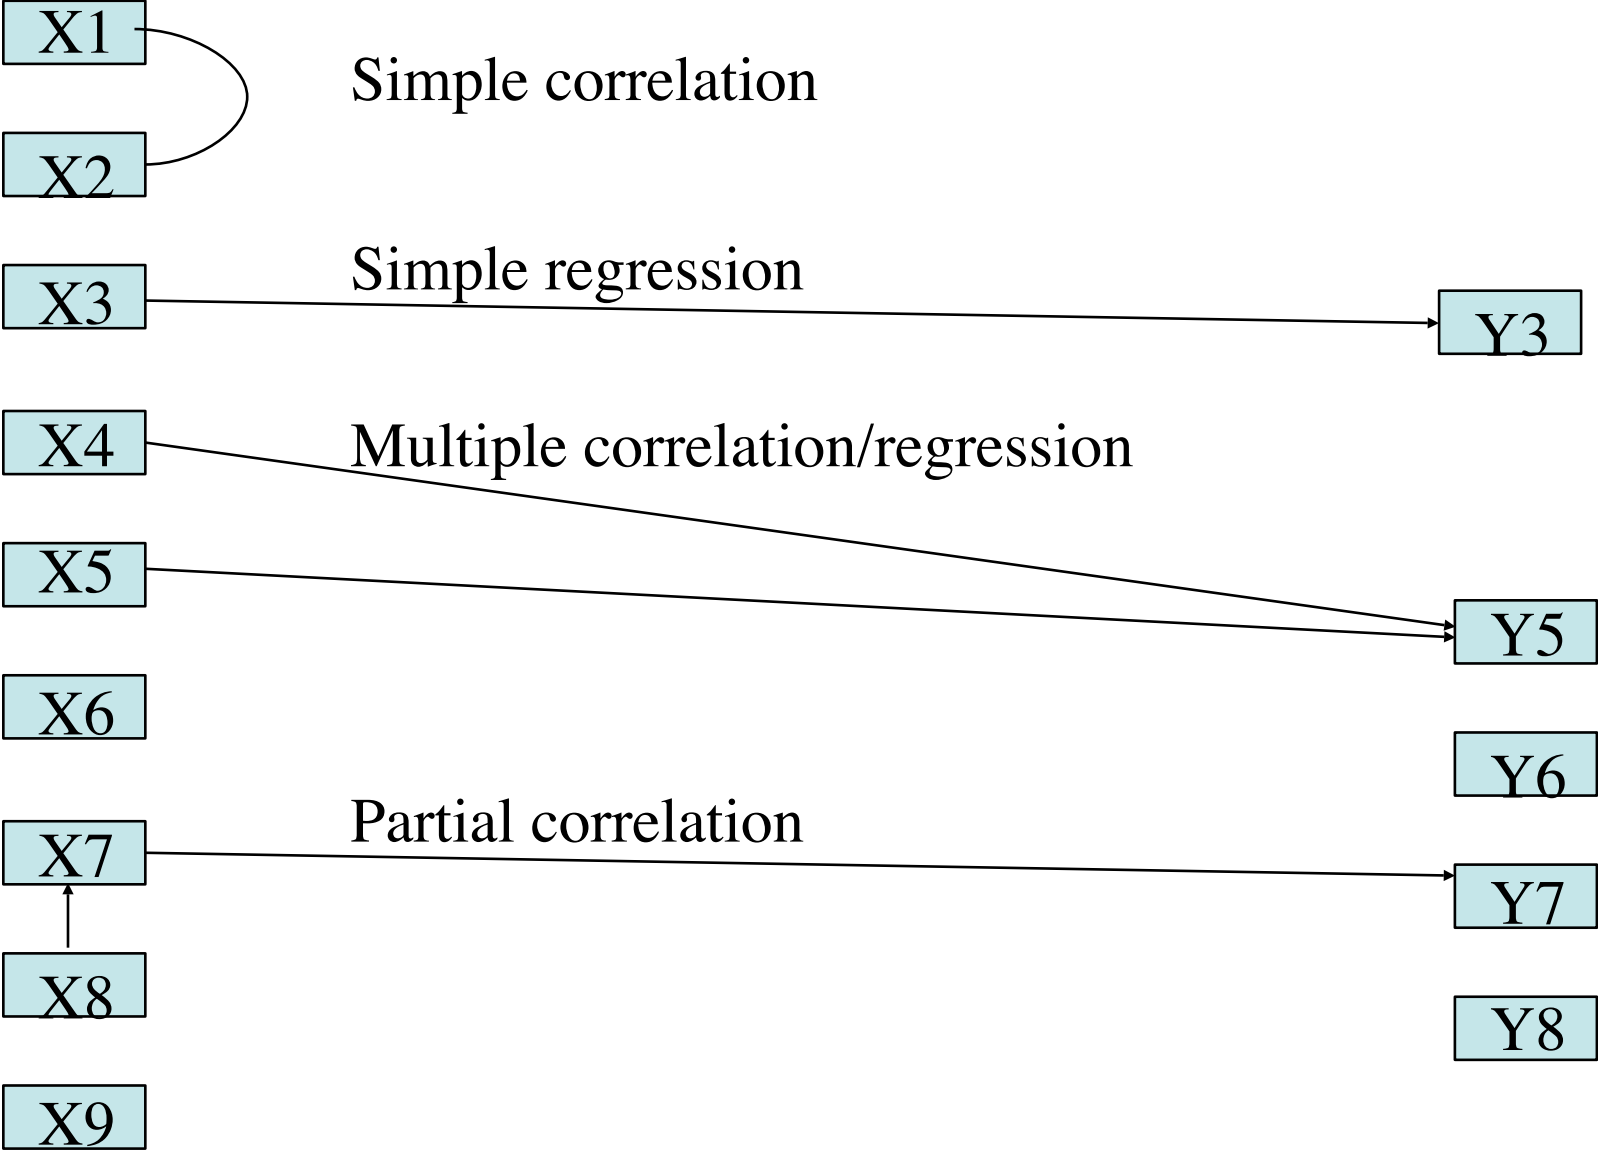 X1
Simple correlation
X2
Simple regression
X3
Y3
X4
Multiple correlation/regression
X5
Y5
X6
Y6
Partial correlation
X7
Y7
X8
Y8
X9